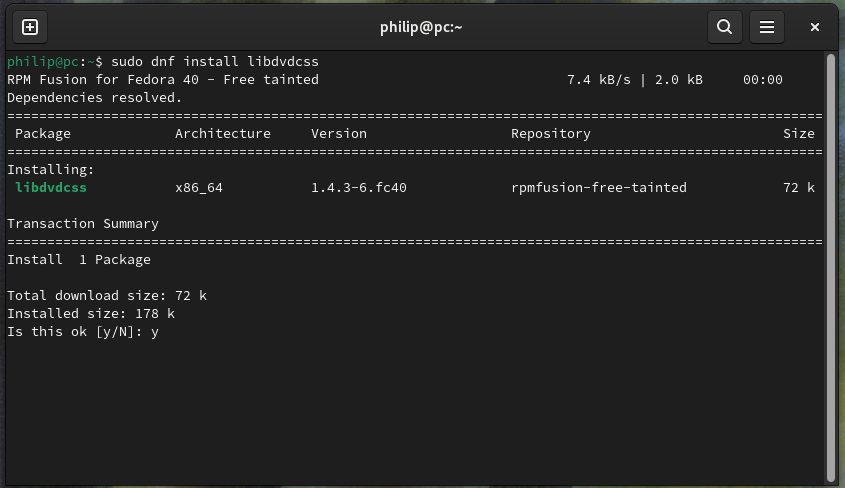 philip@pc:~
philip@pc:~$ sudo dnf install libdvdcss
RPM Fusion for Fedora 40 - Free tainted                               7.4 kB/s | 2.0 kB     00:00
Dependencies resolved.
======================================================================================================
 Package             Architecture     Version                  Repository                        Size
======================================================================================================
Installing:
 libdvdcss           x86_64           1.4.3-6.fc40             rpmfusion-free-tainted            72 k
Transaction Summary
======================================================================================================
Install  1 Package
Total download size: 72 k
Installed size: 178 k
Is this ok [y/N]: y